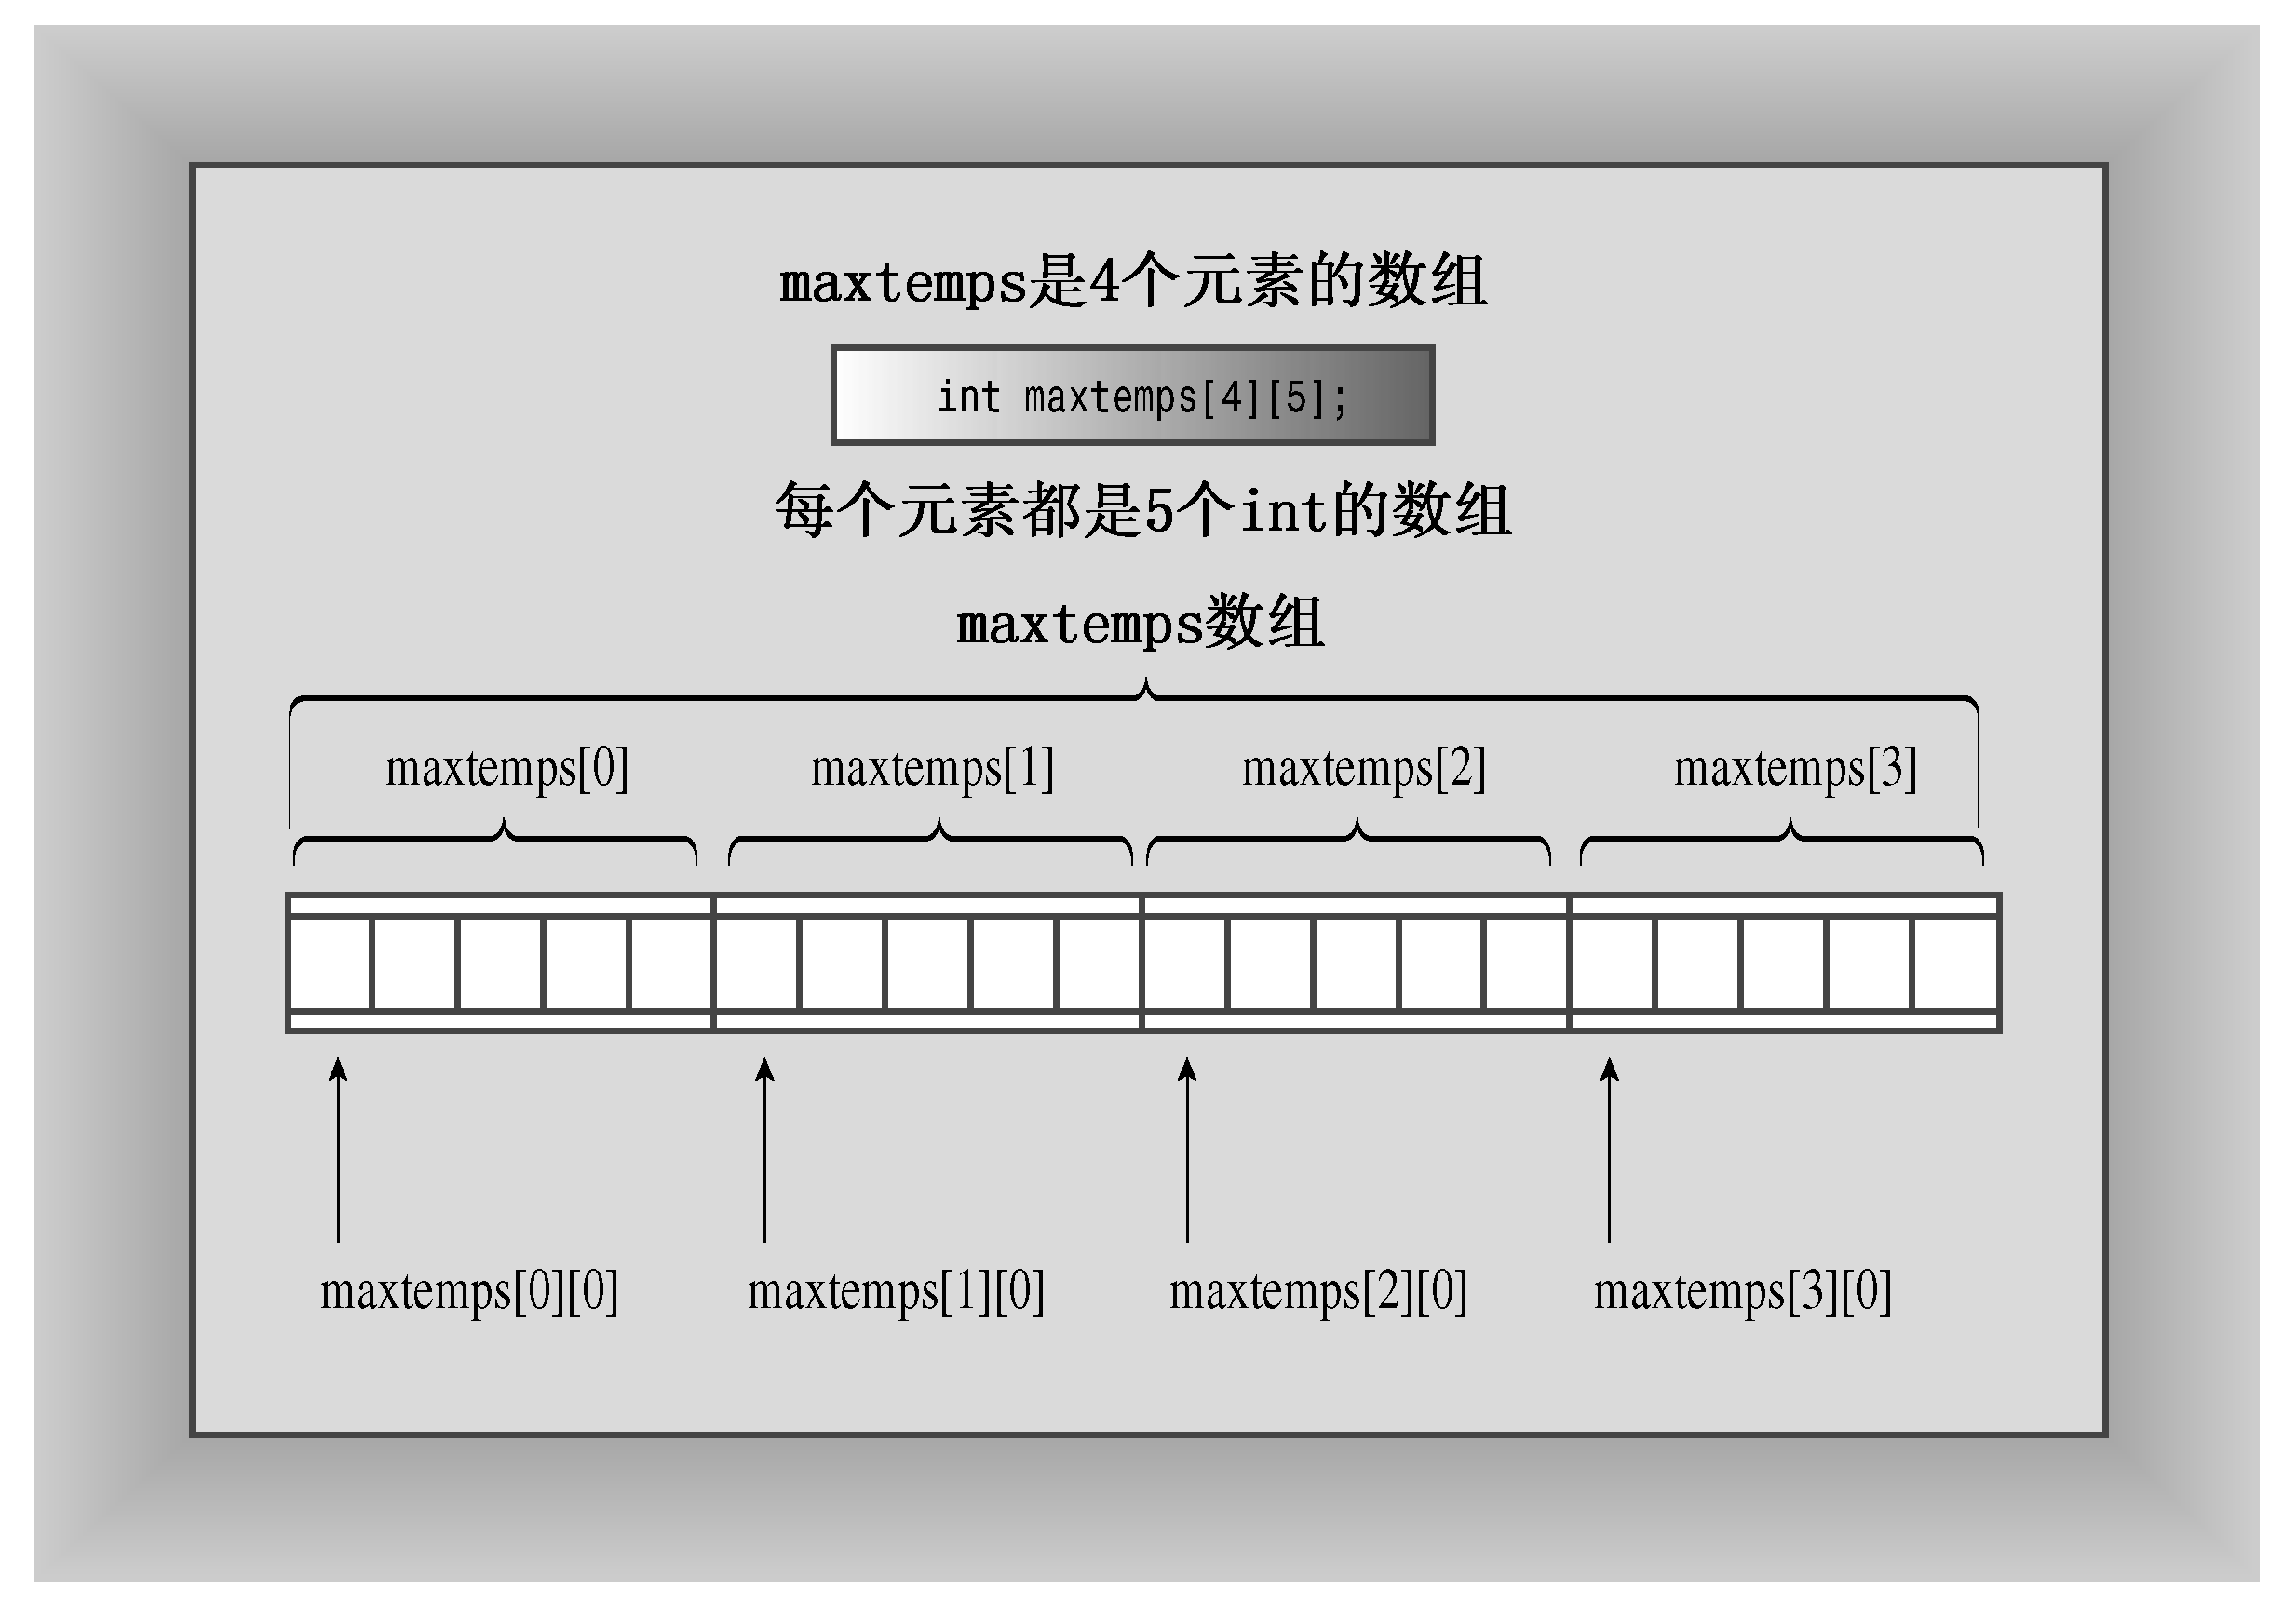 maxtemps是4个元素的数组
int maxtemps[4][5];
每个元素都是5个int的数组
maxtemps数组
maxtemps[0] maxtemps[1] maxtemps[2] maxtemps[3]
maxtemps[0][0] maxtemps[1][0] maxtemps[2][0] maxtemps[3][0]